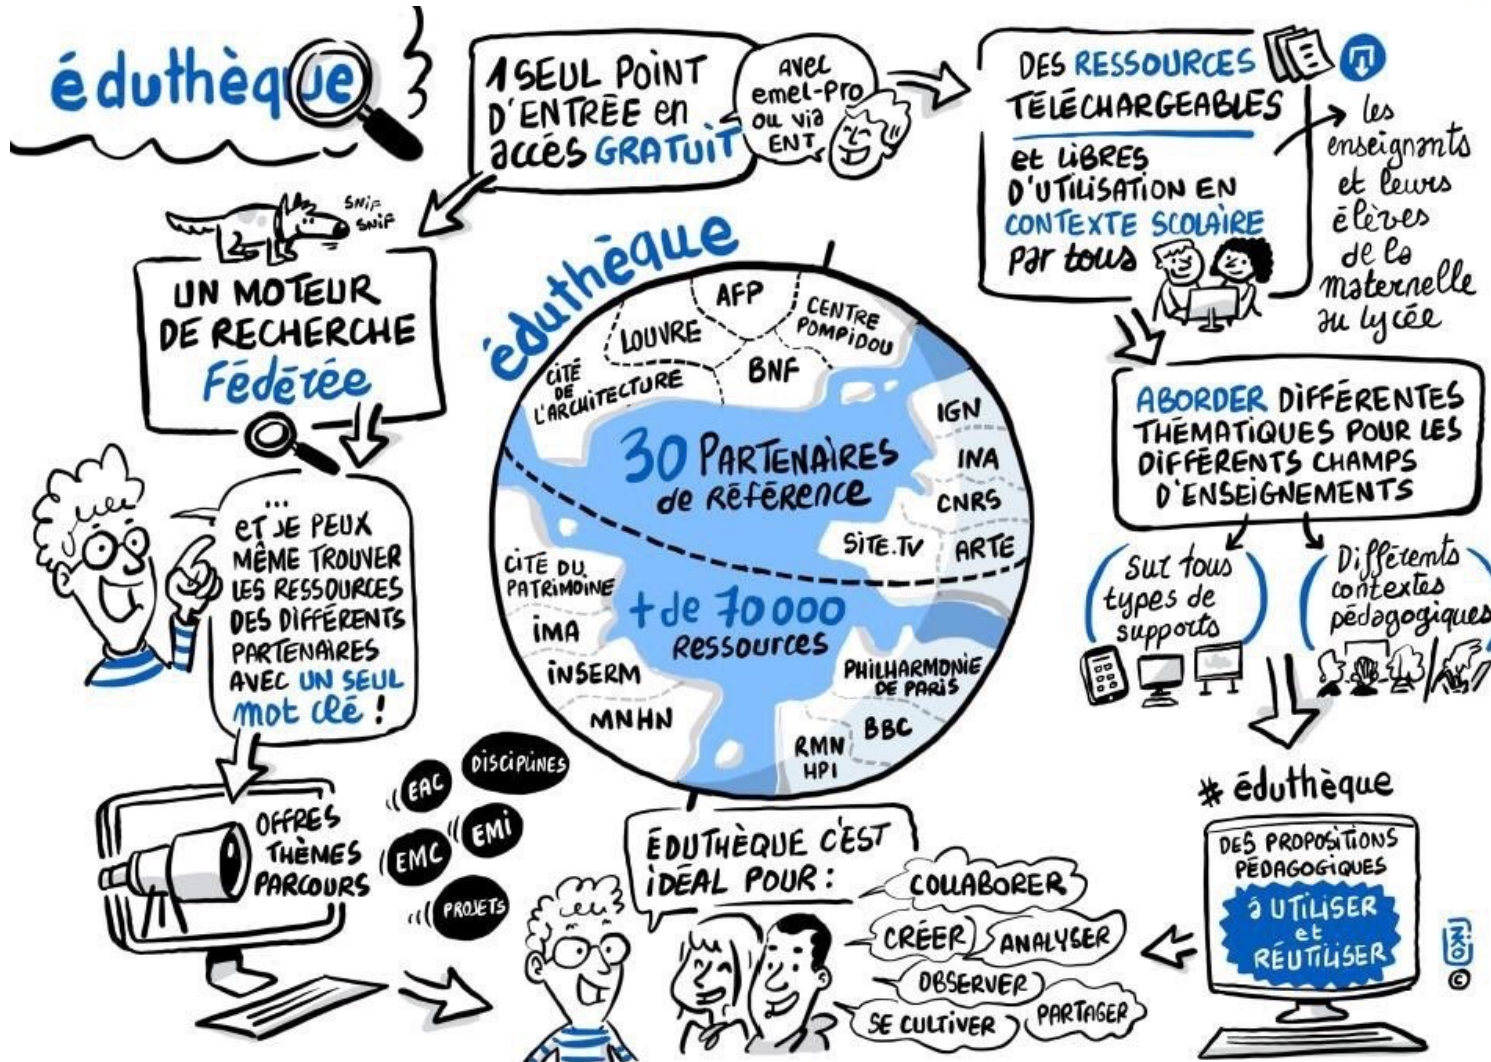 éduthèque
1 SEUL POINT
D'ENTRÉE en
accès GRATUIT
avec
emel-Pro
ou via
ENT
DES RESSOURCES
TÉLÉCHARGEABLES
et LIBRES
D'UTILISATION EN
CONTEXTE SCOLAIRE
par tous
les
enseignants
et leurs
élèves
de la
maternelle
au lycée
SNIF
SNIF
UN MOTEUR
DE RECHERCHE
Fédérée
...
et JE PEUX
MÊME TROUVER
LES RESSOURCES
DES DIFFÉRENTS
PARTENAIRES
AVEC UN SEUL
mot clé !
éduthèque
AFP
LOUVRE
CENTRE
POMPIDOU
CITÉ
DE
L'ARCHITECTURE
BNF
30 PARTENAIRES
de RÉFÉRENCE
IGN
INA
CNRS
SITE.TV
ARTE
CITÉ DU
PATRIMOINE
IMA
INSERM
MNHN
+ de 70000
Ressources
PHILHARMONIE
DE PARIS
BBC
RMN
HPI
ABORDER DIFFÉRENTES
THÉMATIQUES POUR LES
DIFFÉRENTS CHAMPS
D'ENSEIGNEMENTS
Sur tous
types de
supports
Différents
contextes
pédagogiques
OFFRES
THÈMES
PARCOURS
EAC
DISCIPLINES
EMC
EMI
PROJETS
ÉDUTHÈQUE C'EST
IDÉAL POUR :
COLLABORER
CRÉER
ANALYSER
OBSERVER
SE CULTIVER
PARTAGER
# éduthèque
DES PROPOSITIONS
PÉDAGOGIQUES
à UTILISER
et
RÉUTILISER
©